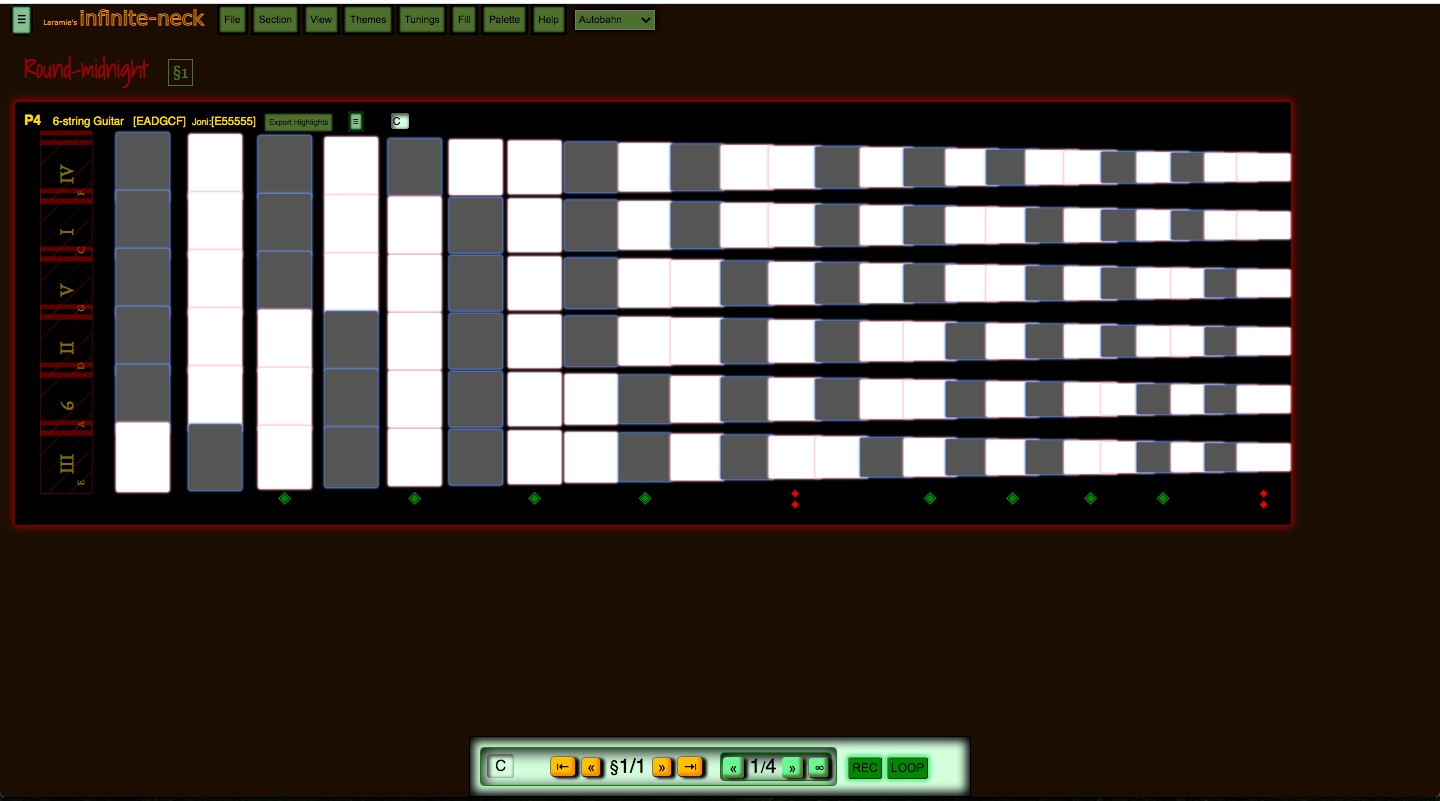 ☰ Laramie's infinite-neck File Section View Themes Tunings Fill Palette Help Autobahn
Round-midnight §1
P4 6-string Guitar [EADGCF] Joni:[E55555] Export Highlights ☰ C
IV F
I C
V G
II D
6 A
III E
C ⇤ « §1/1 » ⇥ « 1/4 » ∞ REC LOOP